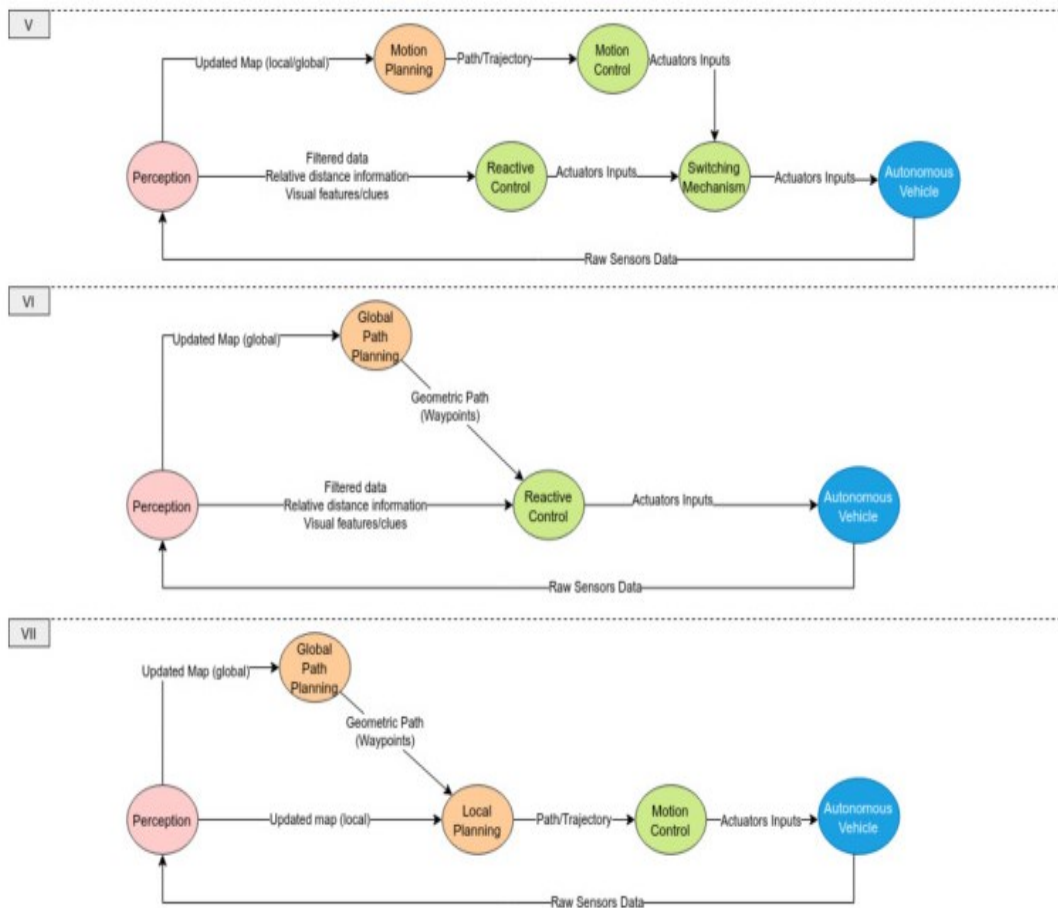 V
Motion
Planning
Motion
Control
Updated Map (local/global)
Path/Trajectory
Actuators Inputs
Perception
Filtered data
Relative distance information
Visual features/clues
Reactive
Control
Actuators Inputs
Switching
Mechanism
Actuators Inputs
Autonomous
Vehicle
Raw Sensors Data
VI
Global
Path
Planning
Updated Map (global)
Geometric Path
(Waypoints)
Perception
Filtered data
Relative distance information
Visual features/clues
Reactive
Control
Actuators Inputs
Autonomous
Vehicle
Raw Sensors Data
VII
Global
Path
Planning
Updated Map (global)
Geometric Path
(Waypoints)
Perception
Updated map (local)
Local
Planning
Path/Trajectory
Motion
Control
Actuators Inputs
Autonomous
Vehicle
Raw Sensors Data